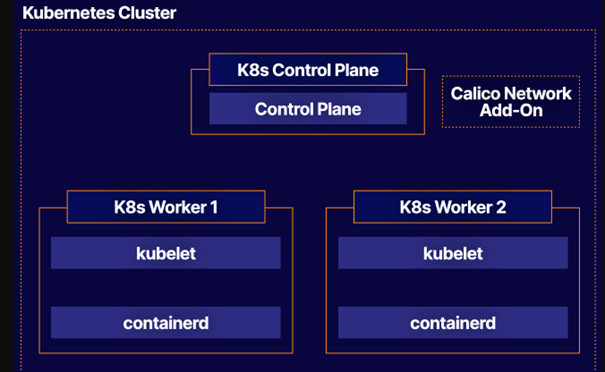 Kubernetes Cluster
K8s Control Plane
Control Plane
Calico Network
Add-On
K8s Worker 1
kubelet
containerd
K8s Worker 2
kubelet
containerd